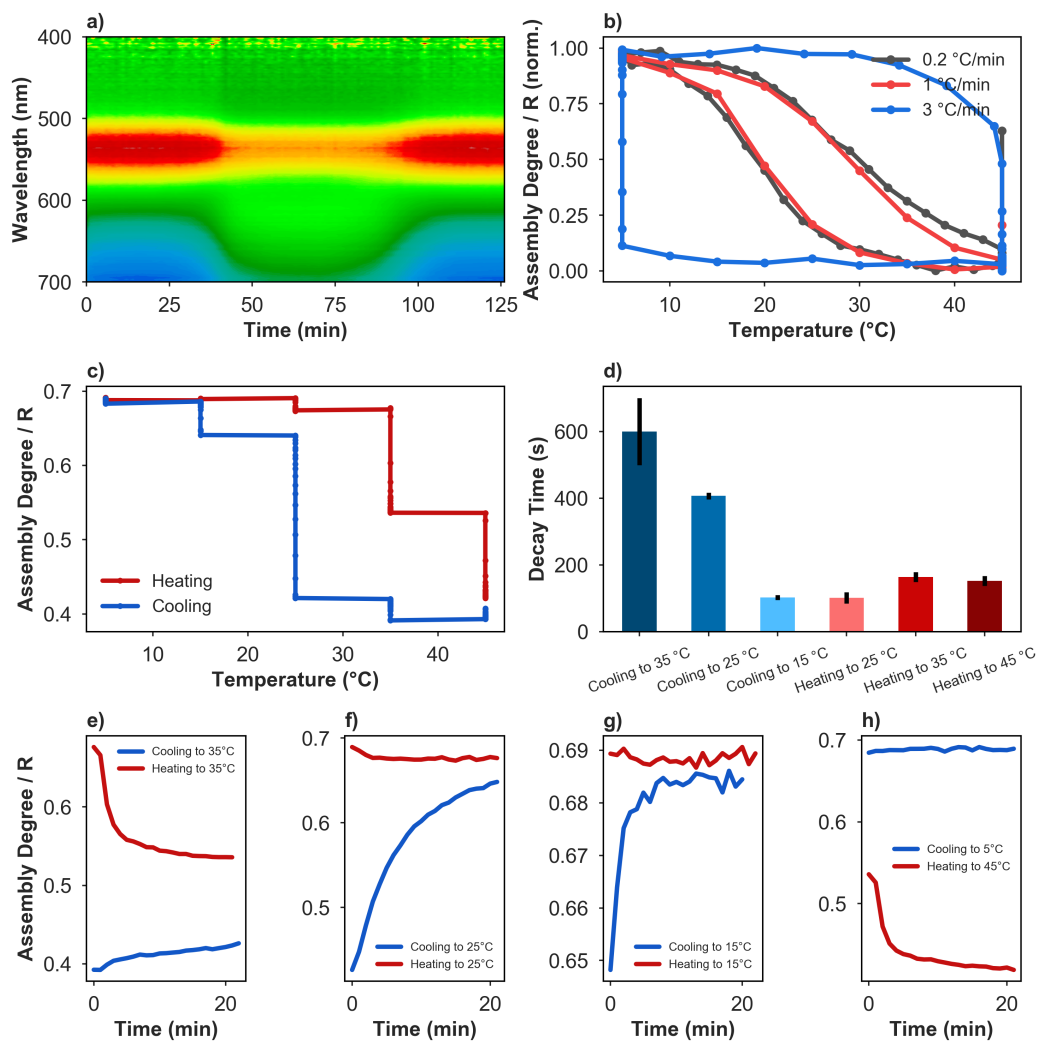 a)
400
500
600
700
Wavelength (nm)
0
25
50
75
100
125
Time (min)
b)
1.00
0.75
0.50
0.25
0.00
Assembly Degree / R (norm.)
0.2 °C/min
1 °C/min
3 °C/min
10
20
30
40
Temperature (°C)
c)
0.7
0.6
0.5
0.4
Assembly Degree / R
Heating
Cooling
10
20
30
40
Temperature (°C)
d)
600
400
200
0
Decay Time (s)
Cooling to 35 °C
Cooling to 25 °C
Cooling to 15°C
Heating to 25°C
Heating to 35°C
Heating to 45°C
e)
Cooling to 35°C
Heating to 35°C
0.6
0.5
0.4
Assembly Degree / R
0
20
Time (min)
f)
0.7
0.6
0.5
Cooling to 25°C
Heating to 25°C
0
20
Time (min)
g)
0.69
0.68
0.67
0.66
0.65
Cooling to 15°C
Heating to 15°C
0
20
Time (min)
h)
0.7
0.6
0.5
Cooling to 5°C
Heating to 45°C
0
20
Time (min)